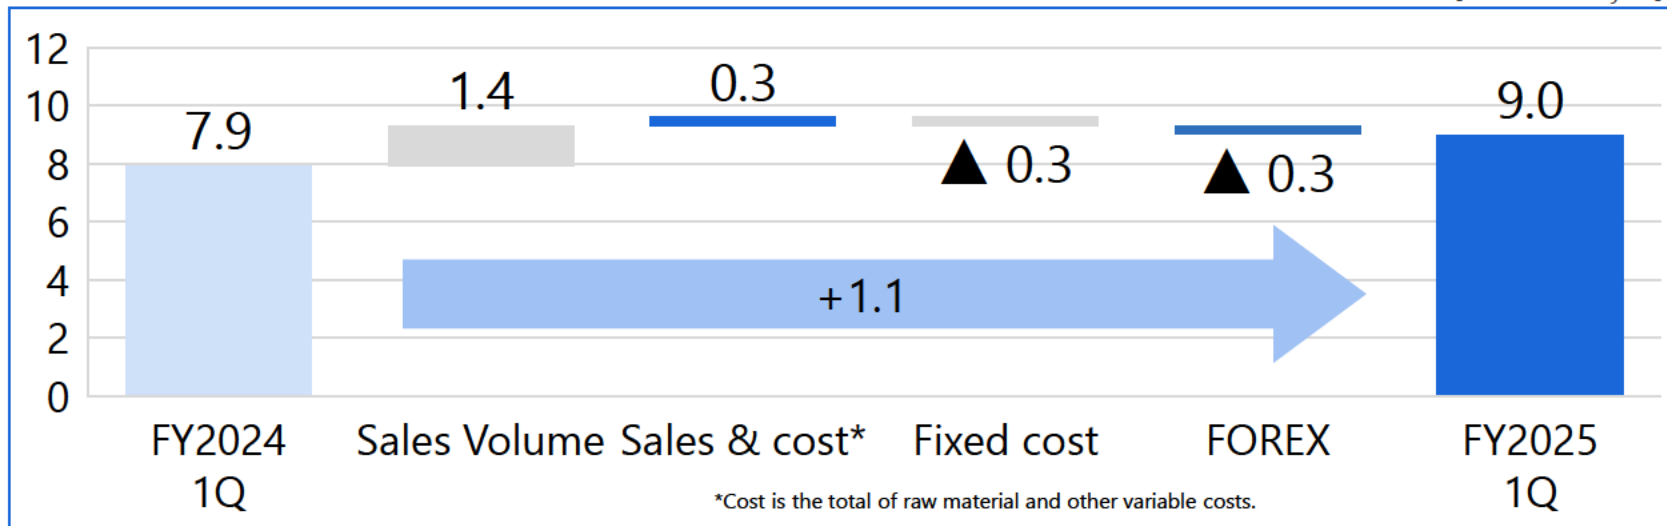 12
10
8
6
4
2
0
7.9
1.4
0.3
▲ 0.3
▲ 0.3
9.0
+1.1
FY2024
1Q
Sales Volume
Sales & cost*
Fixed cost
FOREX
FY2025
1Q
*Cost is the total of raw material and other variable costs.